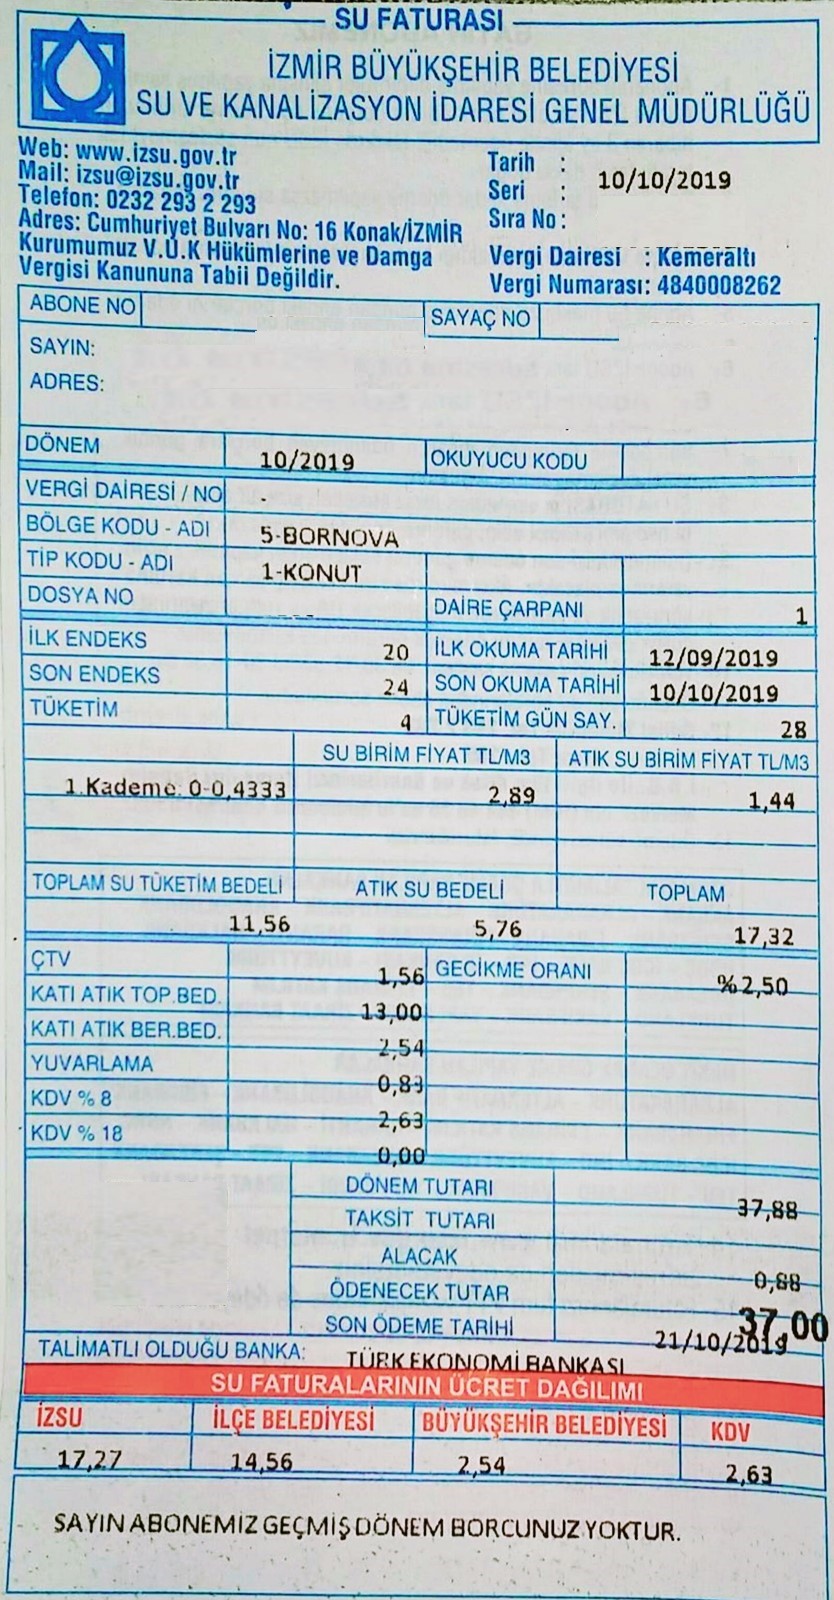 SU FATURASI
İZMİR BÜYÜKŞEHİR BELEDİYESİ
SU VE KANALİZASYON İDARESİ GENEL MÜDÜRLÜĞÜ
Web: www.izsu.gov.tr
Mail: izsu@izsu.gov.tr
Telefon: 0232 293 2 293
Adres: Cumhuriyet Bulvarı No: 16 Konak/İZMİR
Kurumumuz V.U.K Hükümlerine ve Damga
Vergisi Kanununa Tabii Değildir.
Tarih :
Seri : 10/10/2019
Sıra No :
Vergi Dairesi : Kemeraltı
Vergi Numarası: 4840008262
ABONE NO SAYAÇ NO
SAYIN:
ADRES:
DÖNEM 10/2019 OKUYUCU KODU
VERGİ DAİRESİ / NO
BÖLGE KODU - ADI 5-BORNOVA
TİP KODU - ADI 1-KONUT
DOSYA NO DAİRE ÇARPANI 1
İLK ENDEKS 20 İLK OKUMA TARİHİ 12/09/2019
SON ENDEKS 24 SON OKUMA TARİHİ 10/10/2019
TÜKETİM 4 TÜKETİM GÜN SAY. 28
SU BİRİM FİYAT TL/M3 ATIK SU BİRİM FİYAT TL/M3
1.Kademe: 0-0,4333 2,89 1,44
TOPLAM SU TÜKETİM BEDELİ ATIK SU BEDELİ TOPLAM
11,56 5,76 17,32
ÇTV 1,56 GECİKME ORANI %2,50
KATI ATIK TOP.BED. 13,00
KATI ATIK BER.BED. 2,54
YUVARLAMA 0,83
KDV % 8 2,63
KDV % 18 0,00
DÖNEM TUTARI 37,88
TAKSİT TUTARI
ALACAK 0,88
ÖDENECEK TUTAR 37,00
SON ÖDEME TARİHİ 21/10/2019
TALİMATLI OLDUĞU BANKA: TÜRK EKONOMİ BANKASI
SU FATURALARININ ÜCRET DAĞILIMI
İZSU İLÇE BELEDİYESİ BÜYÜKŞEHİR BELEDİYESİ KDV
17,27 14,56 2,54 2,63
SAYIN ABONEMİZ GEÇMİŞ DÖNEM BORCUNUZ YOKTUR.